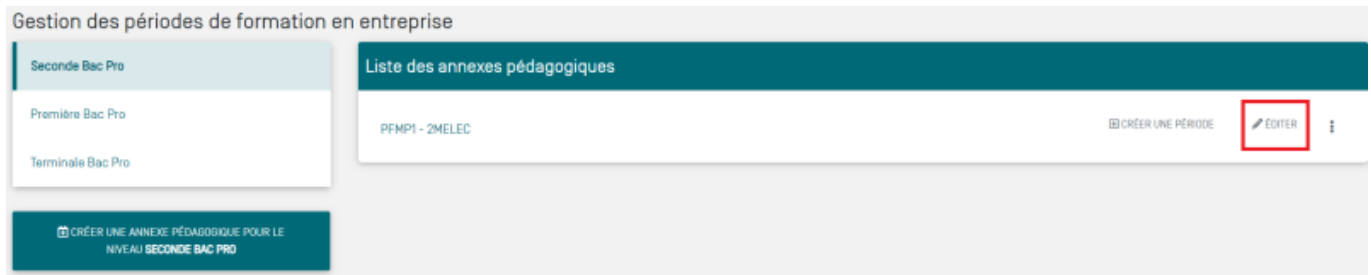 Gestion des périodes de formation en entreprise
Seconde Bac Pro
Première Bac Pro
Terminale Bac Pro
CRÉER UNE ANNEXE PÉDAGOGIQUE POUR LE
NIVEAU SECONDE BAC PRO
Liste des annexes pédagogiques
PFMP1 - 2MELEC
CRÉER UNE PÉRIODE
ÉDITER